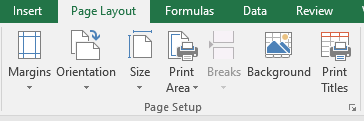 Insert Page Layout Formulas Data Review
Margins Orientation Size Print Area Breaks Background Print Titles
Page Setup